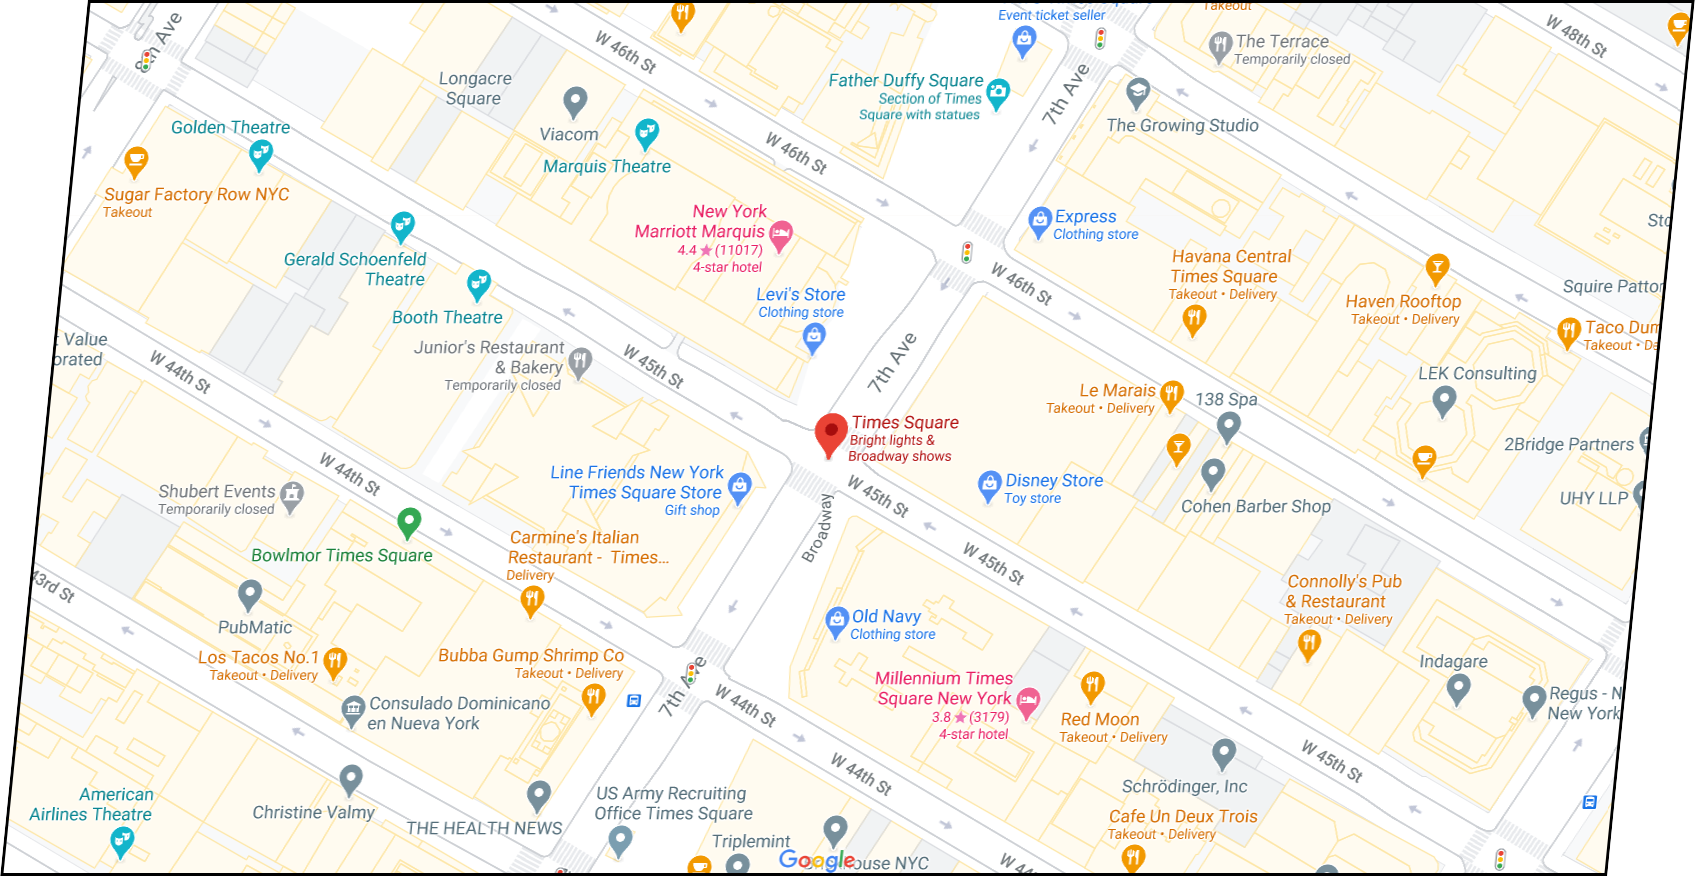 8th Ave
W 46th St
Event ticket seller
Takeout
W 48th St
Longacre
Square
Father Duffy Square
Section of Times
Square with statues
7th Ave
The Terrace
Temporarily closed
Golden Theatre
Viacom
Marquis Theatre
W 46th St
The Growing Studio
Sugar Factory Row NYC
Takeout
New York
Marriott Marquis
4.4 ★ (11017)
4-star hotel
Express
Clothing store
Gerald Schoenfeld
Theatre
Booth Theatre
Levi's Store
Clothing store
W 46th St
Havana Central
Times Square
Takeout • Delivery
Haven Rooftop
Takeout • Delivery
Squire Patton
Value
W 44th St
Junior's Restaurant
& Bakery
Temporarily closed
W 45th St
7th Ave
Taco Dum
LEK Consulting
Le Marais
Takeout • Delivery
138 Spa
Times Square
Bright lights &
Broadway shows
2Bridge Partners
W 44th St
Line Friends New York
Times Square Store
Gift shop
W 45th St
Disney Store
Toy store
Cohen Barber Shop
UHY LLP
Shubert Events
Temporarily closed
Bowlmor Times Square
Carmine's Italian
Restaurant - Times...
Delivery
Broadway
W 45th St
Connolly's Pub
& Restaurant
Takeout • Delivery
43rd St
PubMatic
Old Navy
Clothing store
Los Tacos No.1
Takeout • Delivery
Bubba Gump Shrimp Co
Takeout • Delivery
7th Ave
W 44th St
Millennium Times
Square New York
3.8 ★ (3179)
4-star hotel
Indagare
Consulado Dominicano
en Nueva York
Red Moon
Takeout • Delivery
Regus - N
New York
W 44th St
W 45th St
Schrödinger, Inc
American
Airlines Theatre
Christine Valmy
THE HEALTH NEWS
US Army Recruiting
Office Times Square
Triplemint
Google
ouse NYC
Cafe Un Deux Trois
Takeout • Delivery
W 44